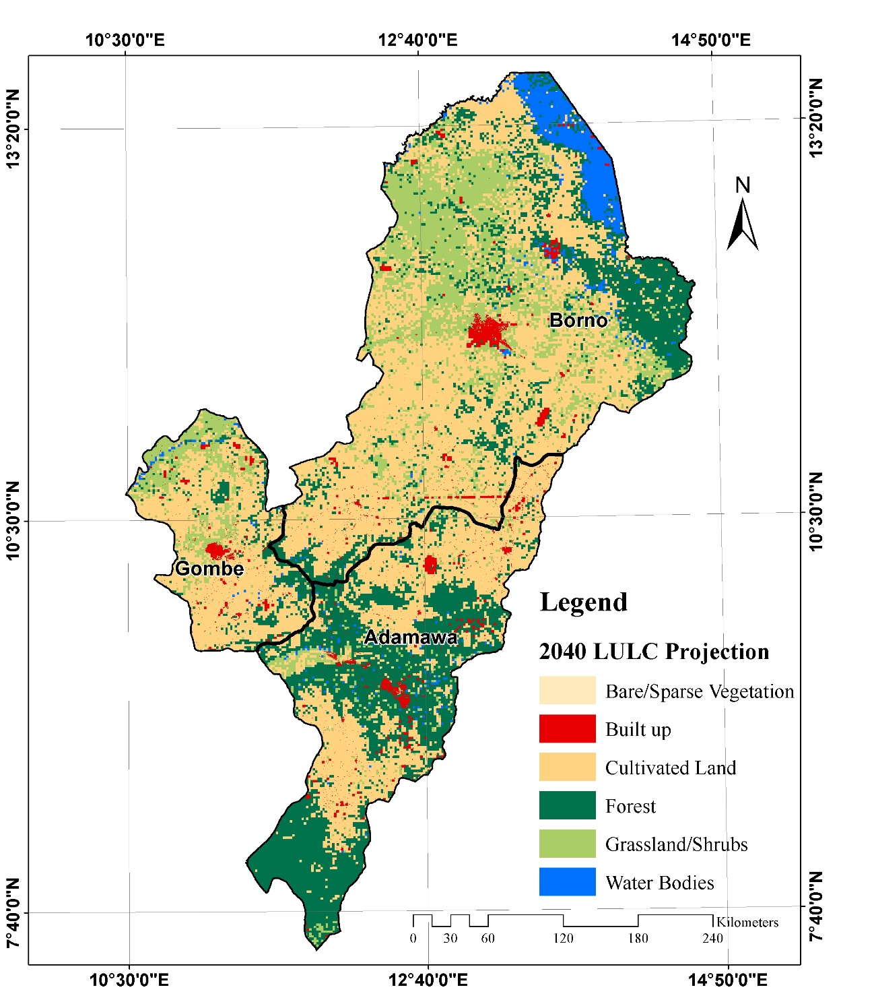 10°30'0"E 12°40'0"E 14°50'0"E
13°20'0"N 13°20'0"N
N
Borno
10°30'0"N 10°30'0"N
Gombe
Adamawa
Legend
2040 LULC Projection
Bare/Sparse Vegetation
Built up
Cultivated Land
Forest
Grassland/Shrubs
Water Bodies
7°40'0"N 7°40'0"N
Kilometers
0 30 60 120 180 240
10°30'0"E 12°40'0"E 14°50'0"E